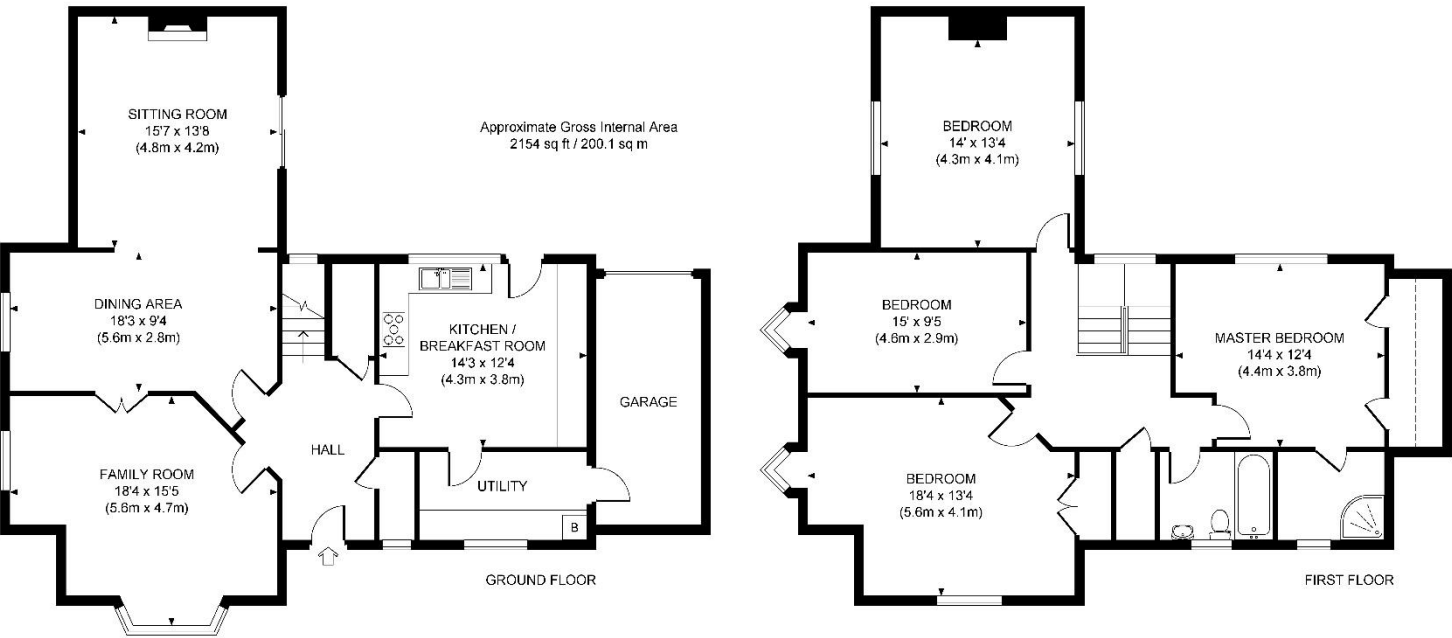 SITTING ROOM
15'7 x 13'8
(4.8m x 4.2m)
Approximate Gross Internal Area
2154 sq ft / 200.1 sq m
DINING AREA
18'3 x 9'4
(5.6m x 2.8m)
KITCHEN /
BREAKFAST ROOM
14'3 x 12'4
(4.3m x 3.8m)
GARAGE
HALL
FAMILY ROOM
18'4 x 15'5
(5.6m x 4.7m)
UTILITY
B
GROUND FLOOR
BEDROOM
14' x 13'4
(4.3m x 4.1m)
BEDROOM
15' x 9'5
(4.6m x 2.9m)
MASTER BEDROOM
14'4 x 12'4
(4.4m x 3.8m)
BEDROOM
18'4 x 13'4
(5.6m x 4.1m)
FIRST FLOOR